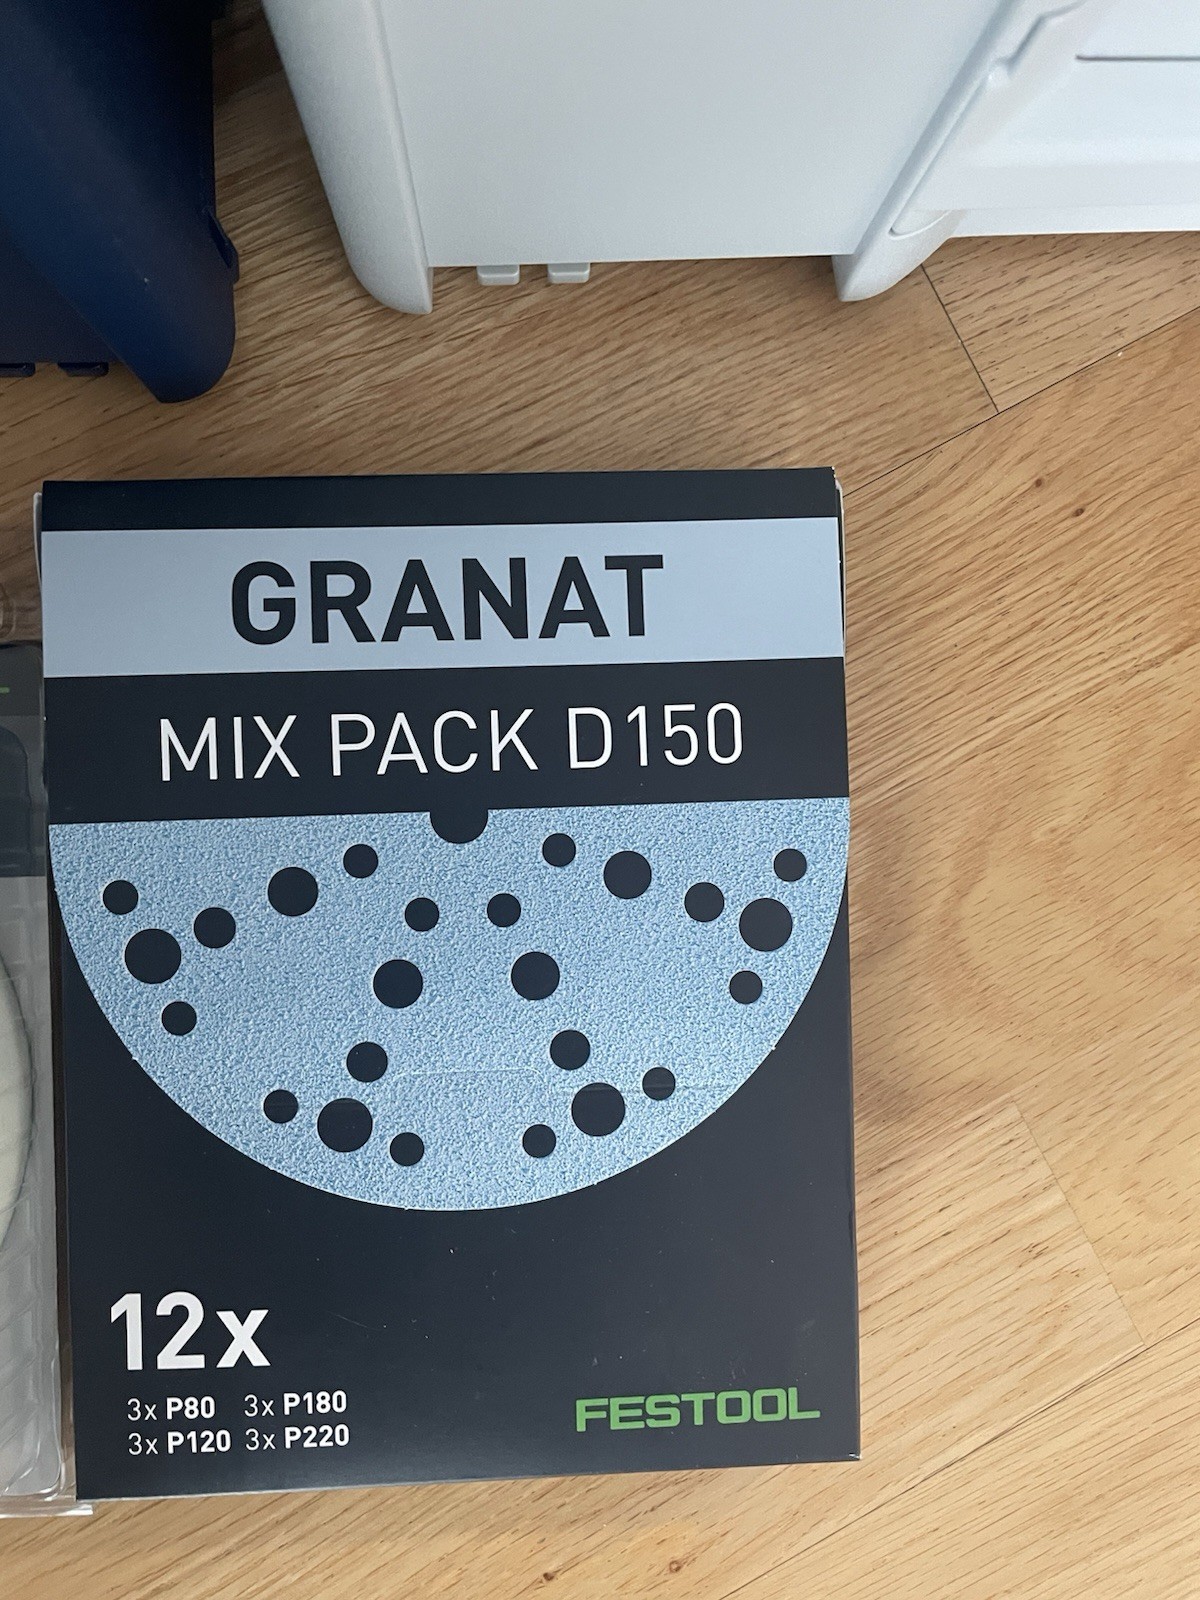 GRANAT
MIX PACK D150
12x
3x P80 3x P180
3x P120 3x P220
FESTOOL